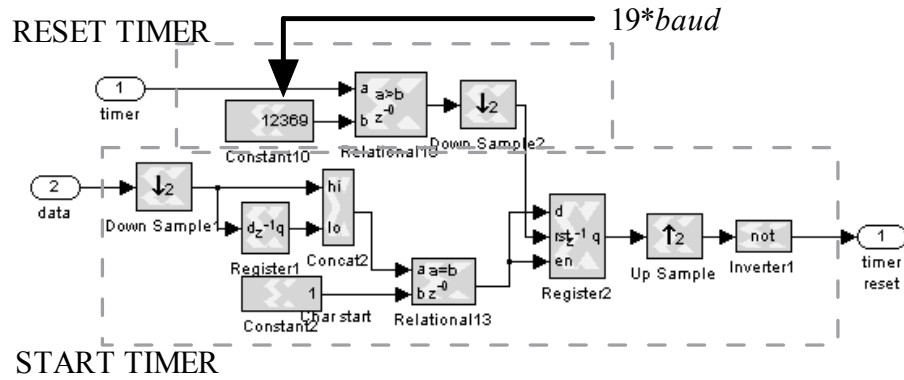 19*baud
RESET TIMER
1
timer
a
a>b
b
z-0
↓2
12369
Constant10
Down Sample2
2
data
↓2
Down Sample1
hi
lo
Concat2
d z-1 q
Register1
1
Constant2
Char start
a
a=b
b
z-0
Relational13
d
rst z-1 q
en
Register2
↑2
Up Sample
not
Inverter1
1
timer
reset
START TIMER